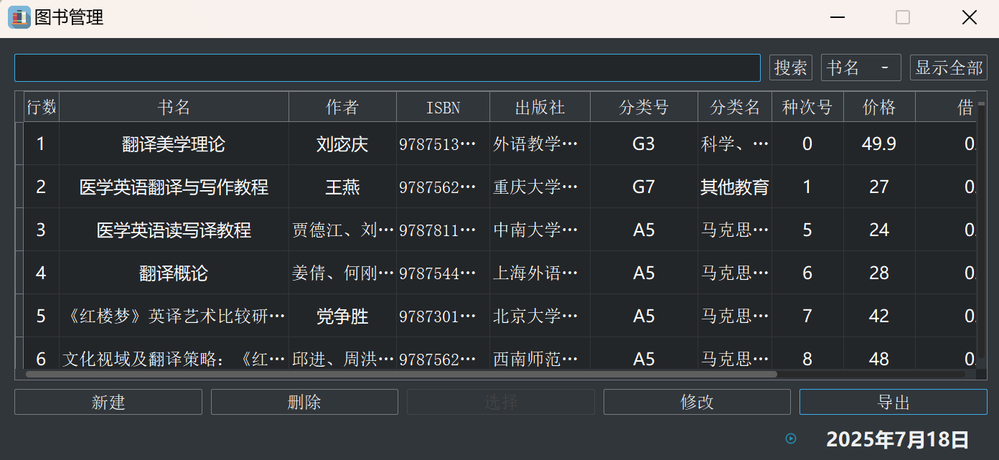 图书管理
搜索 书名 显示全部
行数 书名 作者 ISBN 出版社 分类号 分类名 种次号 价格 借
1 翻译美学理论 刘宓庆 9787513… 外语教学… G3 科学、… 0 49.9 0.
2 医学英语翻译与写作教程 王燕 9787562… 重庆大学… G7 其他教育 1 27 0.
3 医学英语读写译教程 贾德江、刘… 9787811… 中南大学… A5 马克思… 5 24 0.
4 翻译概论 姜倩、何刚… 9787544… 上海外语… A5 马克思… 6 28 0.
5 《红楼梦》英译艺术比较研… 党争胜 9787301… 北京大学… A5 马克思… 7 42 0.
6 文化视域及翻译策略：《红… 邱进、周洪… 9787562… 西南师范… A5 马克思… 8 48 0.
新建 删除 选择 修改 导出
2025年7月18日